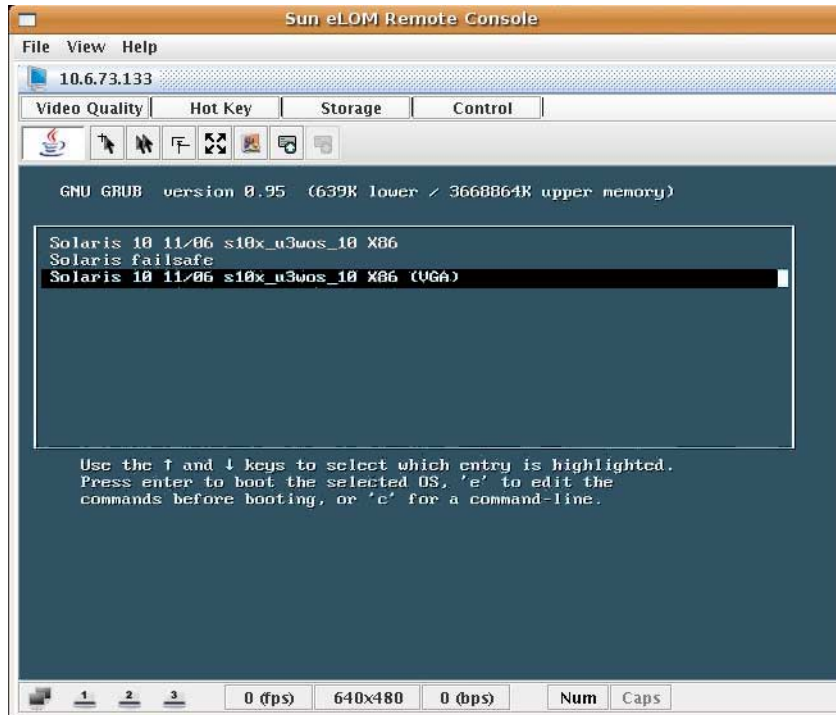 Sun eLOM Remote Console
File View Help
10.6.73.133
Video Quality Hot Key Storage Control
GNU GRUB version 0.95 (639K lower / 3668864K upper memory)
Solaris 10 11/06 s10x_u3wos_10 X86
Solaris failsafe
Solaris 10 11/06 s10x_u3wos_10 X86 (VGA)
Use the ↑ and ↓ keys to select which entry is highlighted.
Press enter to boot the selected OS, 'e' to edit the
commands before booting, or 'c' for a command-line.
1 2 3 0 (fps) 640x480 0 (bps) Num Caps